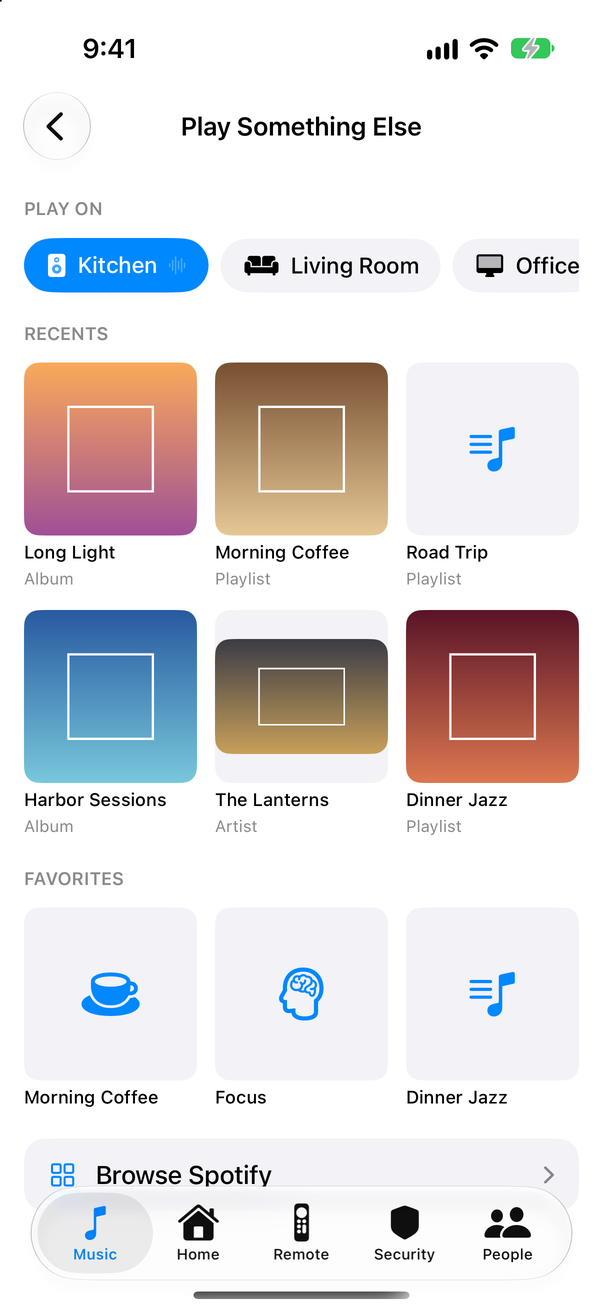 9:41
Play Something Else
PLAY ON
Kitchen
Living Room
Office
RECENTS
Long Light
Morning Coffee
Road Trip
Album
Playlist
Playlist
Harbor Sessions
The Lanterns
Dinner Jazz
Album
Artist
Playlist
FAVORITES
Morning Coffee
Focus
Dinner Jazz
Browse Spotify
Music
Home
Remote
Security
People